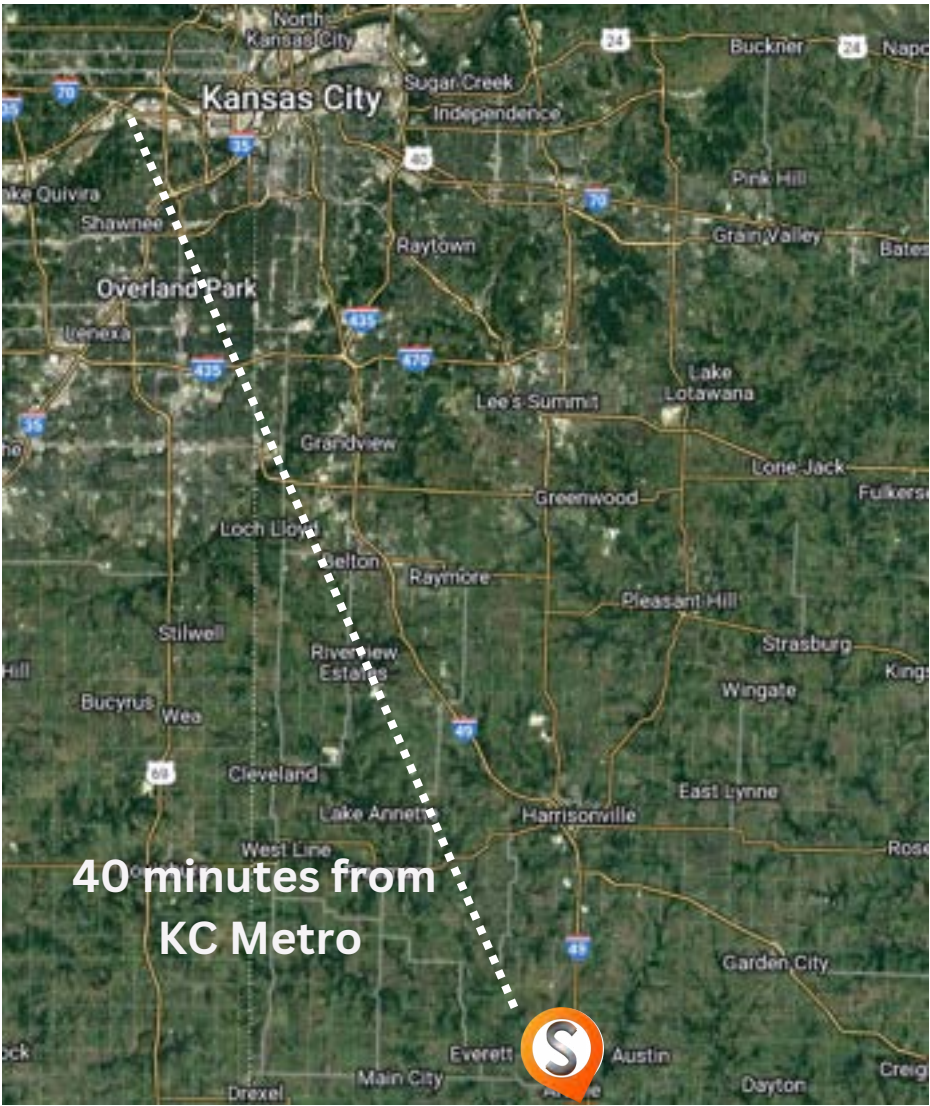 North
Kansas City
24
Buckner
24
Napo
70
35
Kansas City
Sugar Creek
Independence
35
40
ake Quivira
Pink Hill
70
Shawnee
Raytown
Grain Valley
Bates
Overland Park
435
Lenexa
435
470
Lake
Lotawana
Lee's Summit
35
he
Grandview
Lone Jack
Greenwood
Fulkers
Loch Lloyd
Belton
Raymore
Pleasant Hill
Stilwell
Strasburg
Hill
Riverview
Estates
Kings
Wingate
Bucyrus
Wea
49
69
Cleveland
East Lynne
Lake Annette
Harrisonville
West Line
Rose
40 minutes from
KC Metro
49
Garden City
S
ock
Everett
Austin
Main City
Creig
Drexel
Dayton